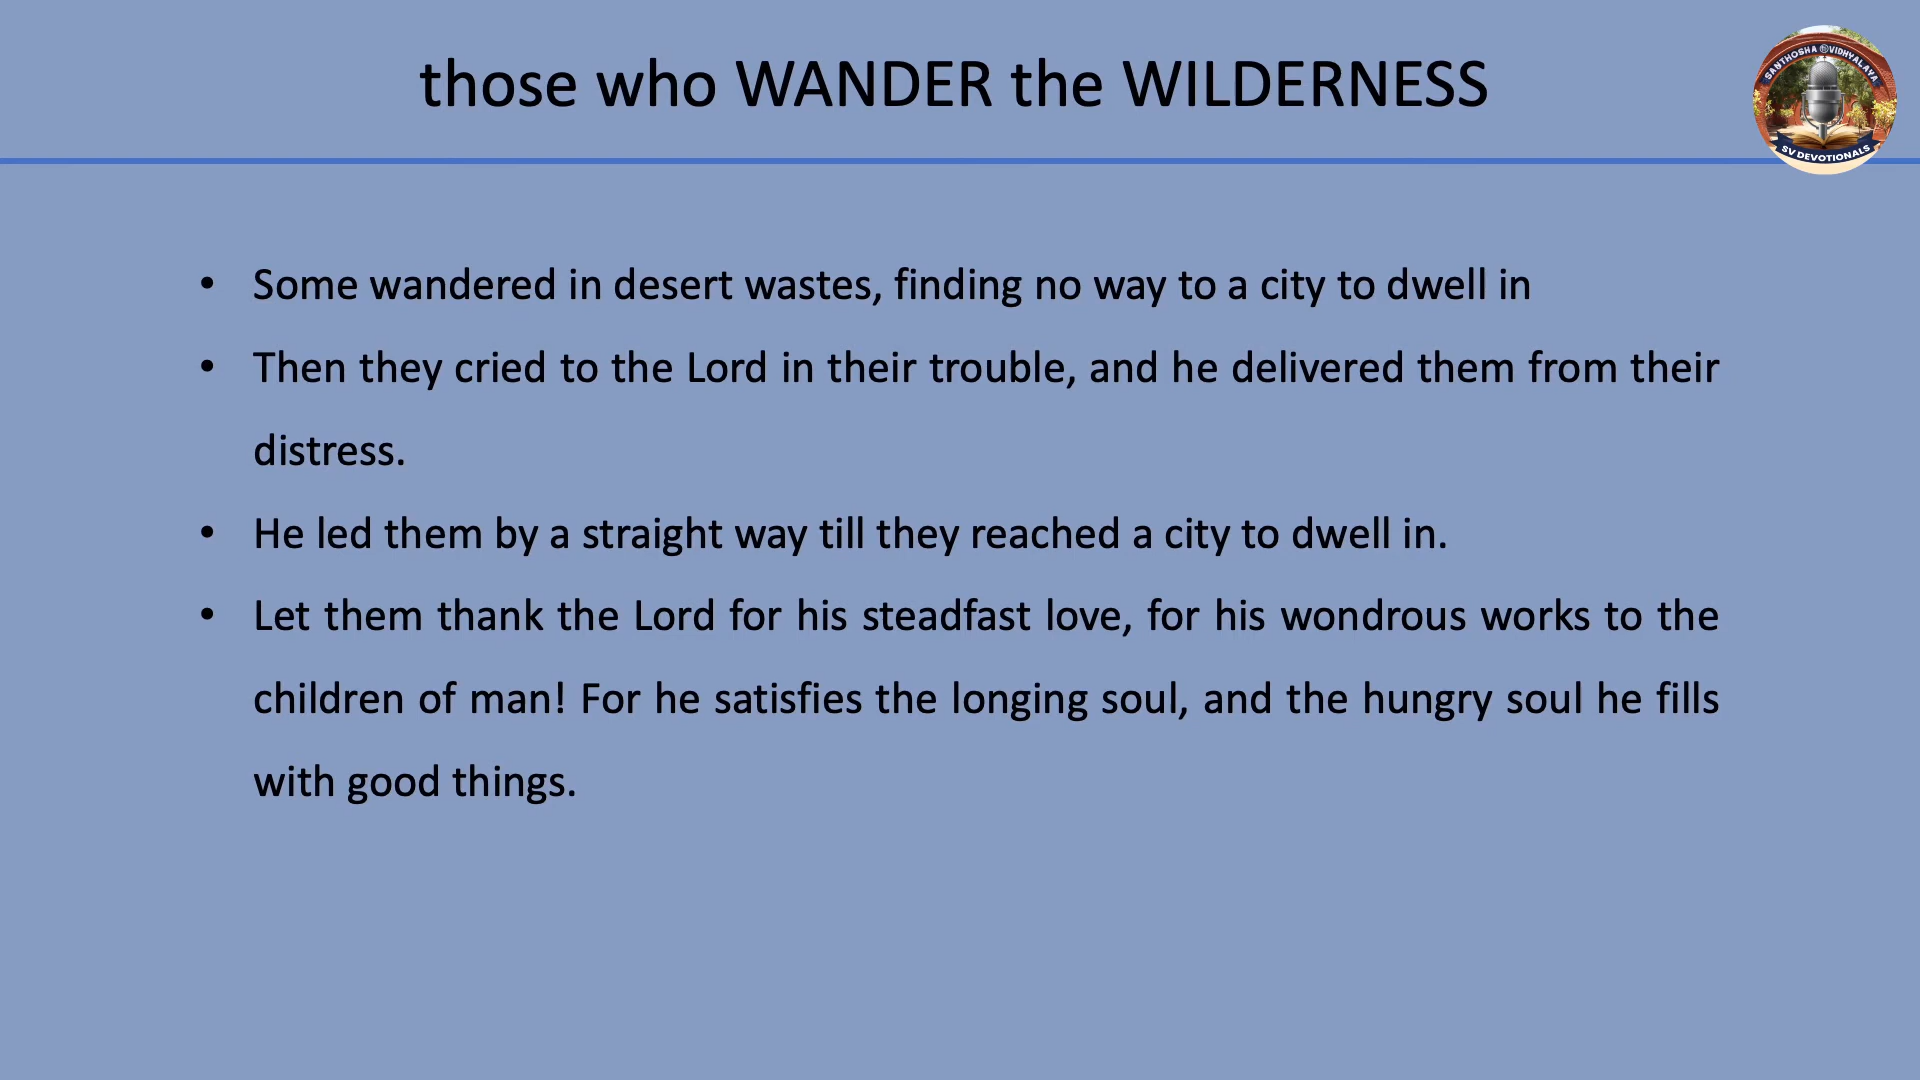 those who WANDER the WILDERNESS
SANTHOSHA VIDHYALAYA
SV DEVOTIONALS
• Some wandered in desert wastes, finding no way to a city to dwell in
• Then they cried to the Lord in their trouble, and he delivered them from their
distress.
• He led them by a straight way till they reached a city to dwell in.
• Let them thank the Lord for his steadfast love, for his wondrous works to the
children of man! For he satisfies the longing soul, and the hungry soul he fills
with good things.